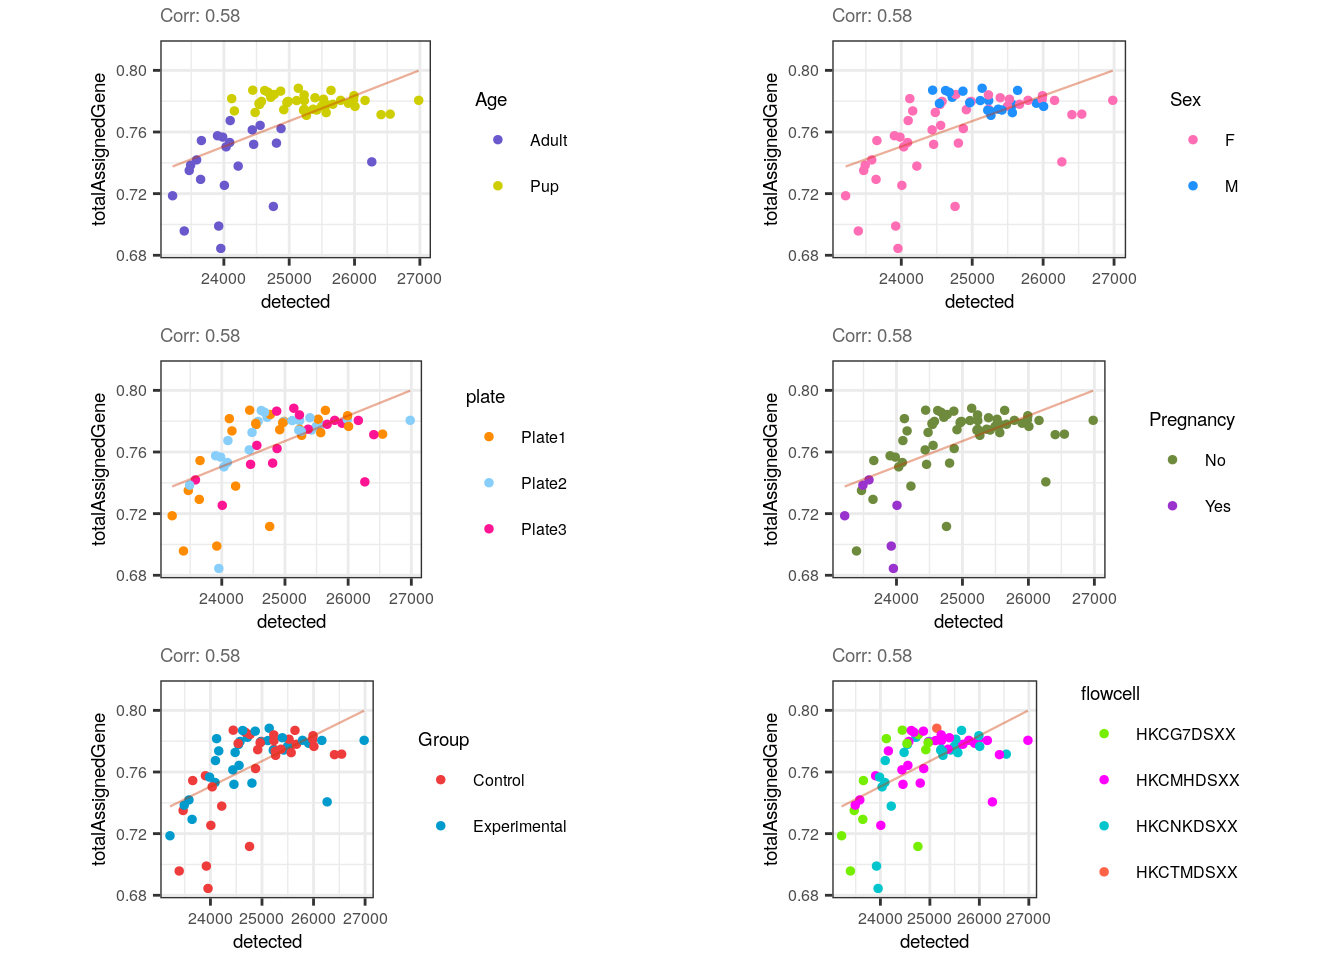 Corr: 0.58
totalAssignedGene
0.80
0.76
0.72
0.68
24000 25000 26000 27000
detected
Age
Adult
Pup
Corr: 0.58
totalAssignedGene
0.80
0.76
0.72
0.68
24000 25000 26000 27000
detected
Sex
F
M
Corr: 0.58
totalAssignedGene
0.80
0.76
0.72
0.68
24000 25000 26000 27000
detected
plate
Plate1
Plate2
Plate3
Corr: 0.58
totalAssignedGene
0.80
0.76
0.72
0.68
24000 25000 26000 27000
detected
Pregnancy
No
Yes
Corr: 0.58
totalAssignedGene
0.80
0.76
0.72
0.68
24000 25000 26000 27000
detected
Group
Control
Experimental
Corr: 0.58
totalAssignedGene
0.80
0.76
0.72
0.68
24000 25000 26000 27000
detected
flowcell
HKCG7DSXX
HKCMHDSXX
HKCNKDSXX
HKCTMDSXX